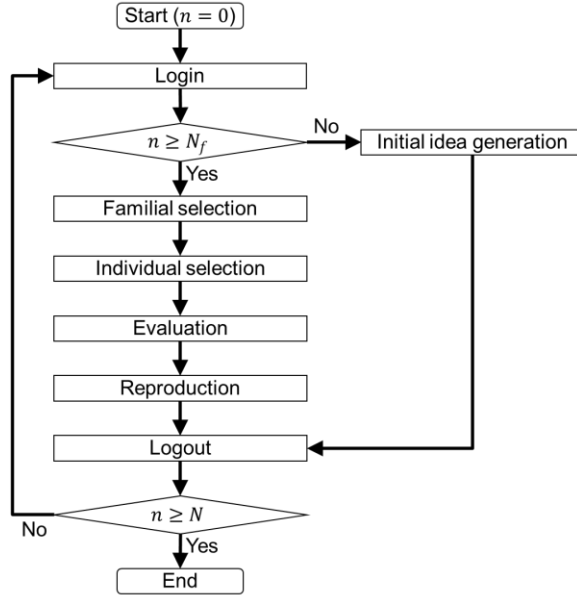 Start (n = 0)
Login
n ≥ N_f
No
Initial idea generation
Yes
Familial selection
Individual selection
Evaluation
Reproduction
Logout
n ≥ N
No
Yes
End